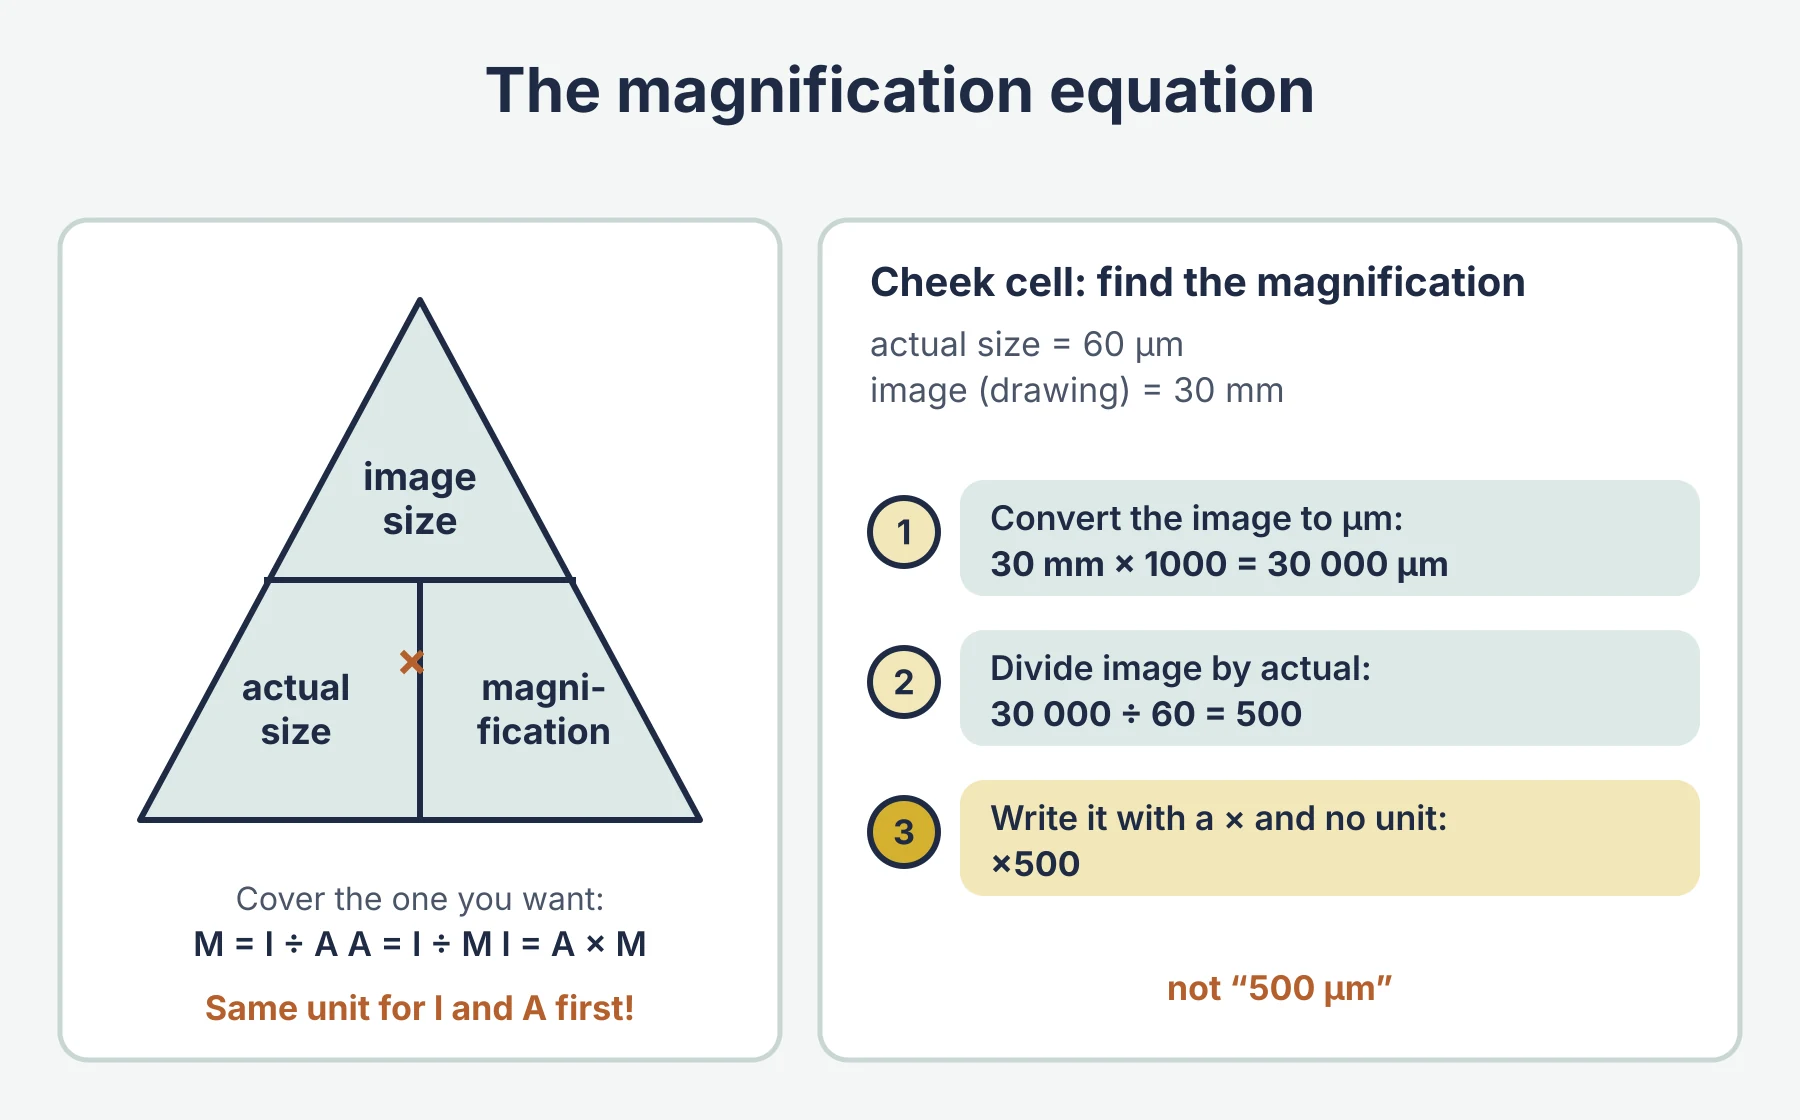 The magnification equation
image
size
×
actual
size
magni-
fication
Cover the one you want:
M = I ÷ A A = I ÷ M I = A × M
Same unit for I and A first!
Cheek cell: find the magnification
actual size = 60 µm
image (drawing) = 30 mm
1
Convert the image to µm:
30 mm × 1000 = 30 000 µm
2
Divide image by actual:
30 000 ÷ 60 = 500
3
Write it with a × and no unit:
×500
not “500 µm”